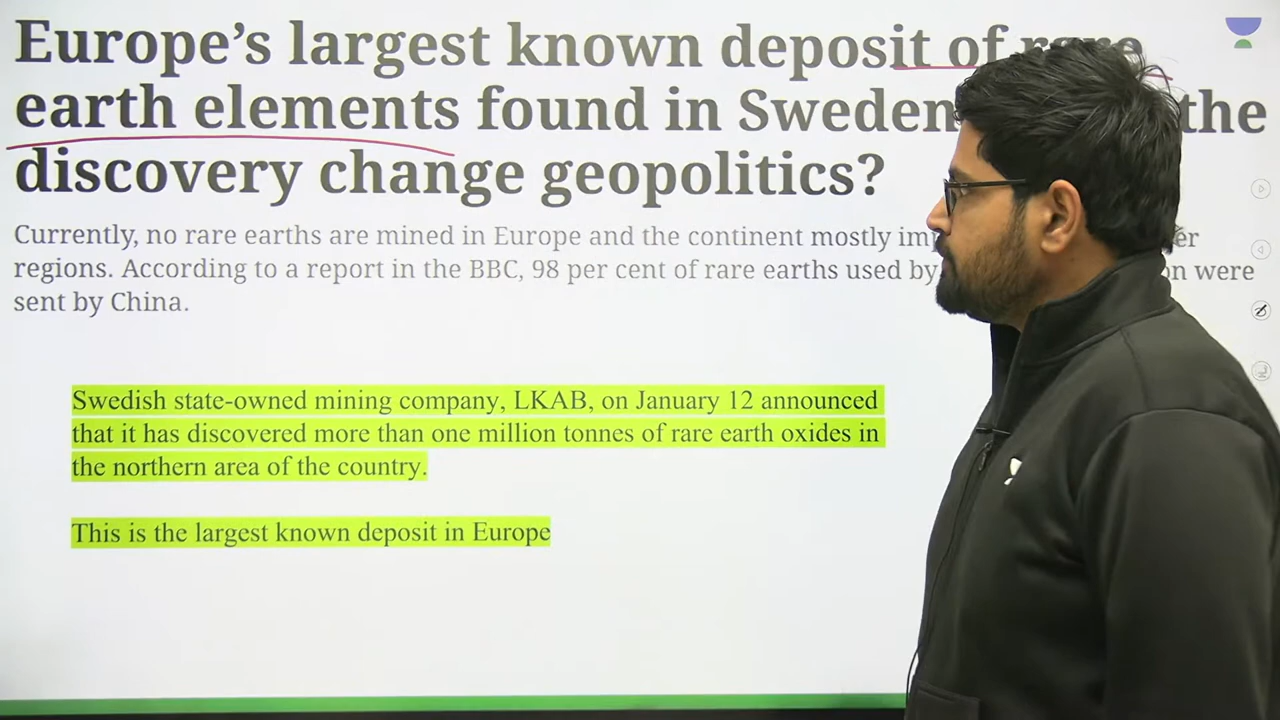 Europe's largest known deposit of rare
earth elements found in Sweden the
discovery change geopolitics?
Currently, no rare earths are mined in Europe and the continent mostly
regions. According to a report in the BBC, 98 per cent of rare earths used by were
sent by China.
Swedish state-owned mining company, LKAB, on January 12 announced
that it has discovered more than one million tonnes of rare earth oxides in
the northern area of the country.
This is the largest known deposit in Europe